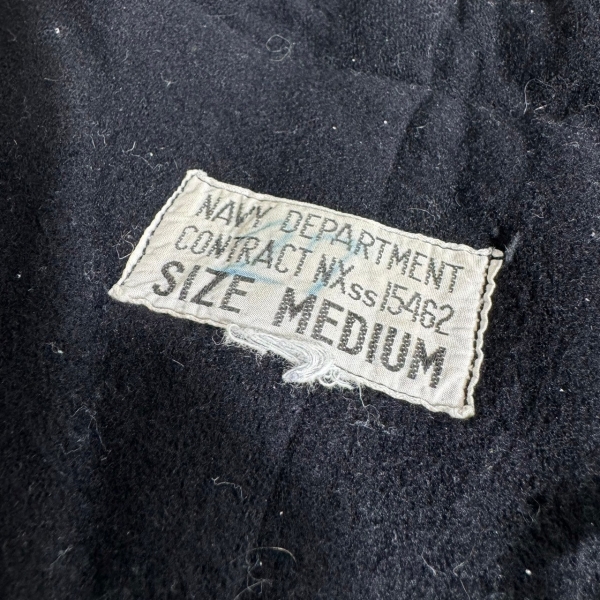 NAVY DEPARTMENT
CONTRACT NXss 15462
SIZE MEDIUM